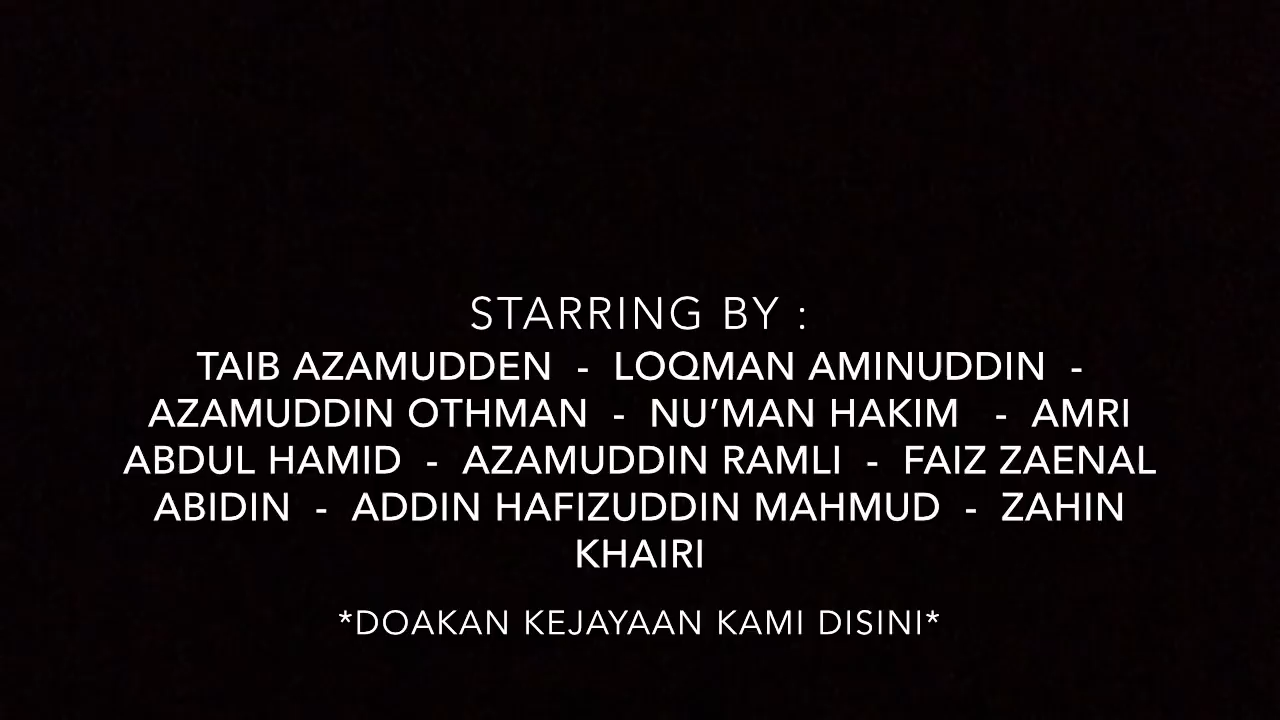 STARRING BY :
TAIB AZAMUDDEN - LOQMAN AMINUDDIN -
AZAMUDDIN OTHMAN - NU’MAN HAKIM - AMRI
ABDUL HAMID - AZAMUDDIN RAMLI - FAIZ ZAENAL
ABIDIN - ADDIN HAFIZUDDIN MAHMUD - ZAHIN
KHAIRI
*DOAKAN KEJAYAAN KAMI DISINI*